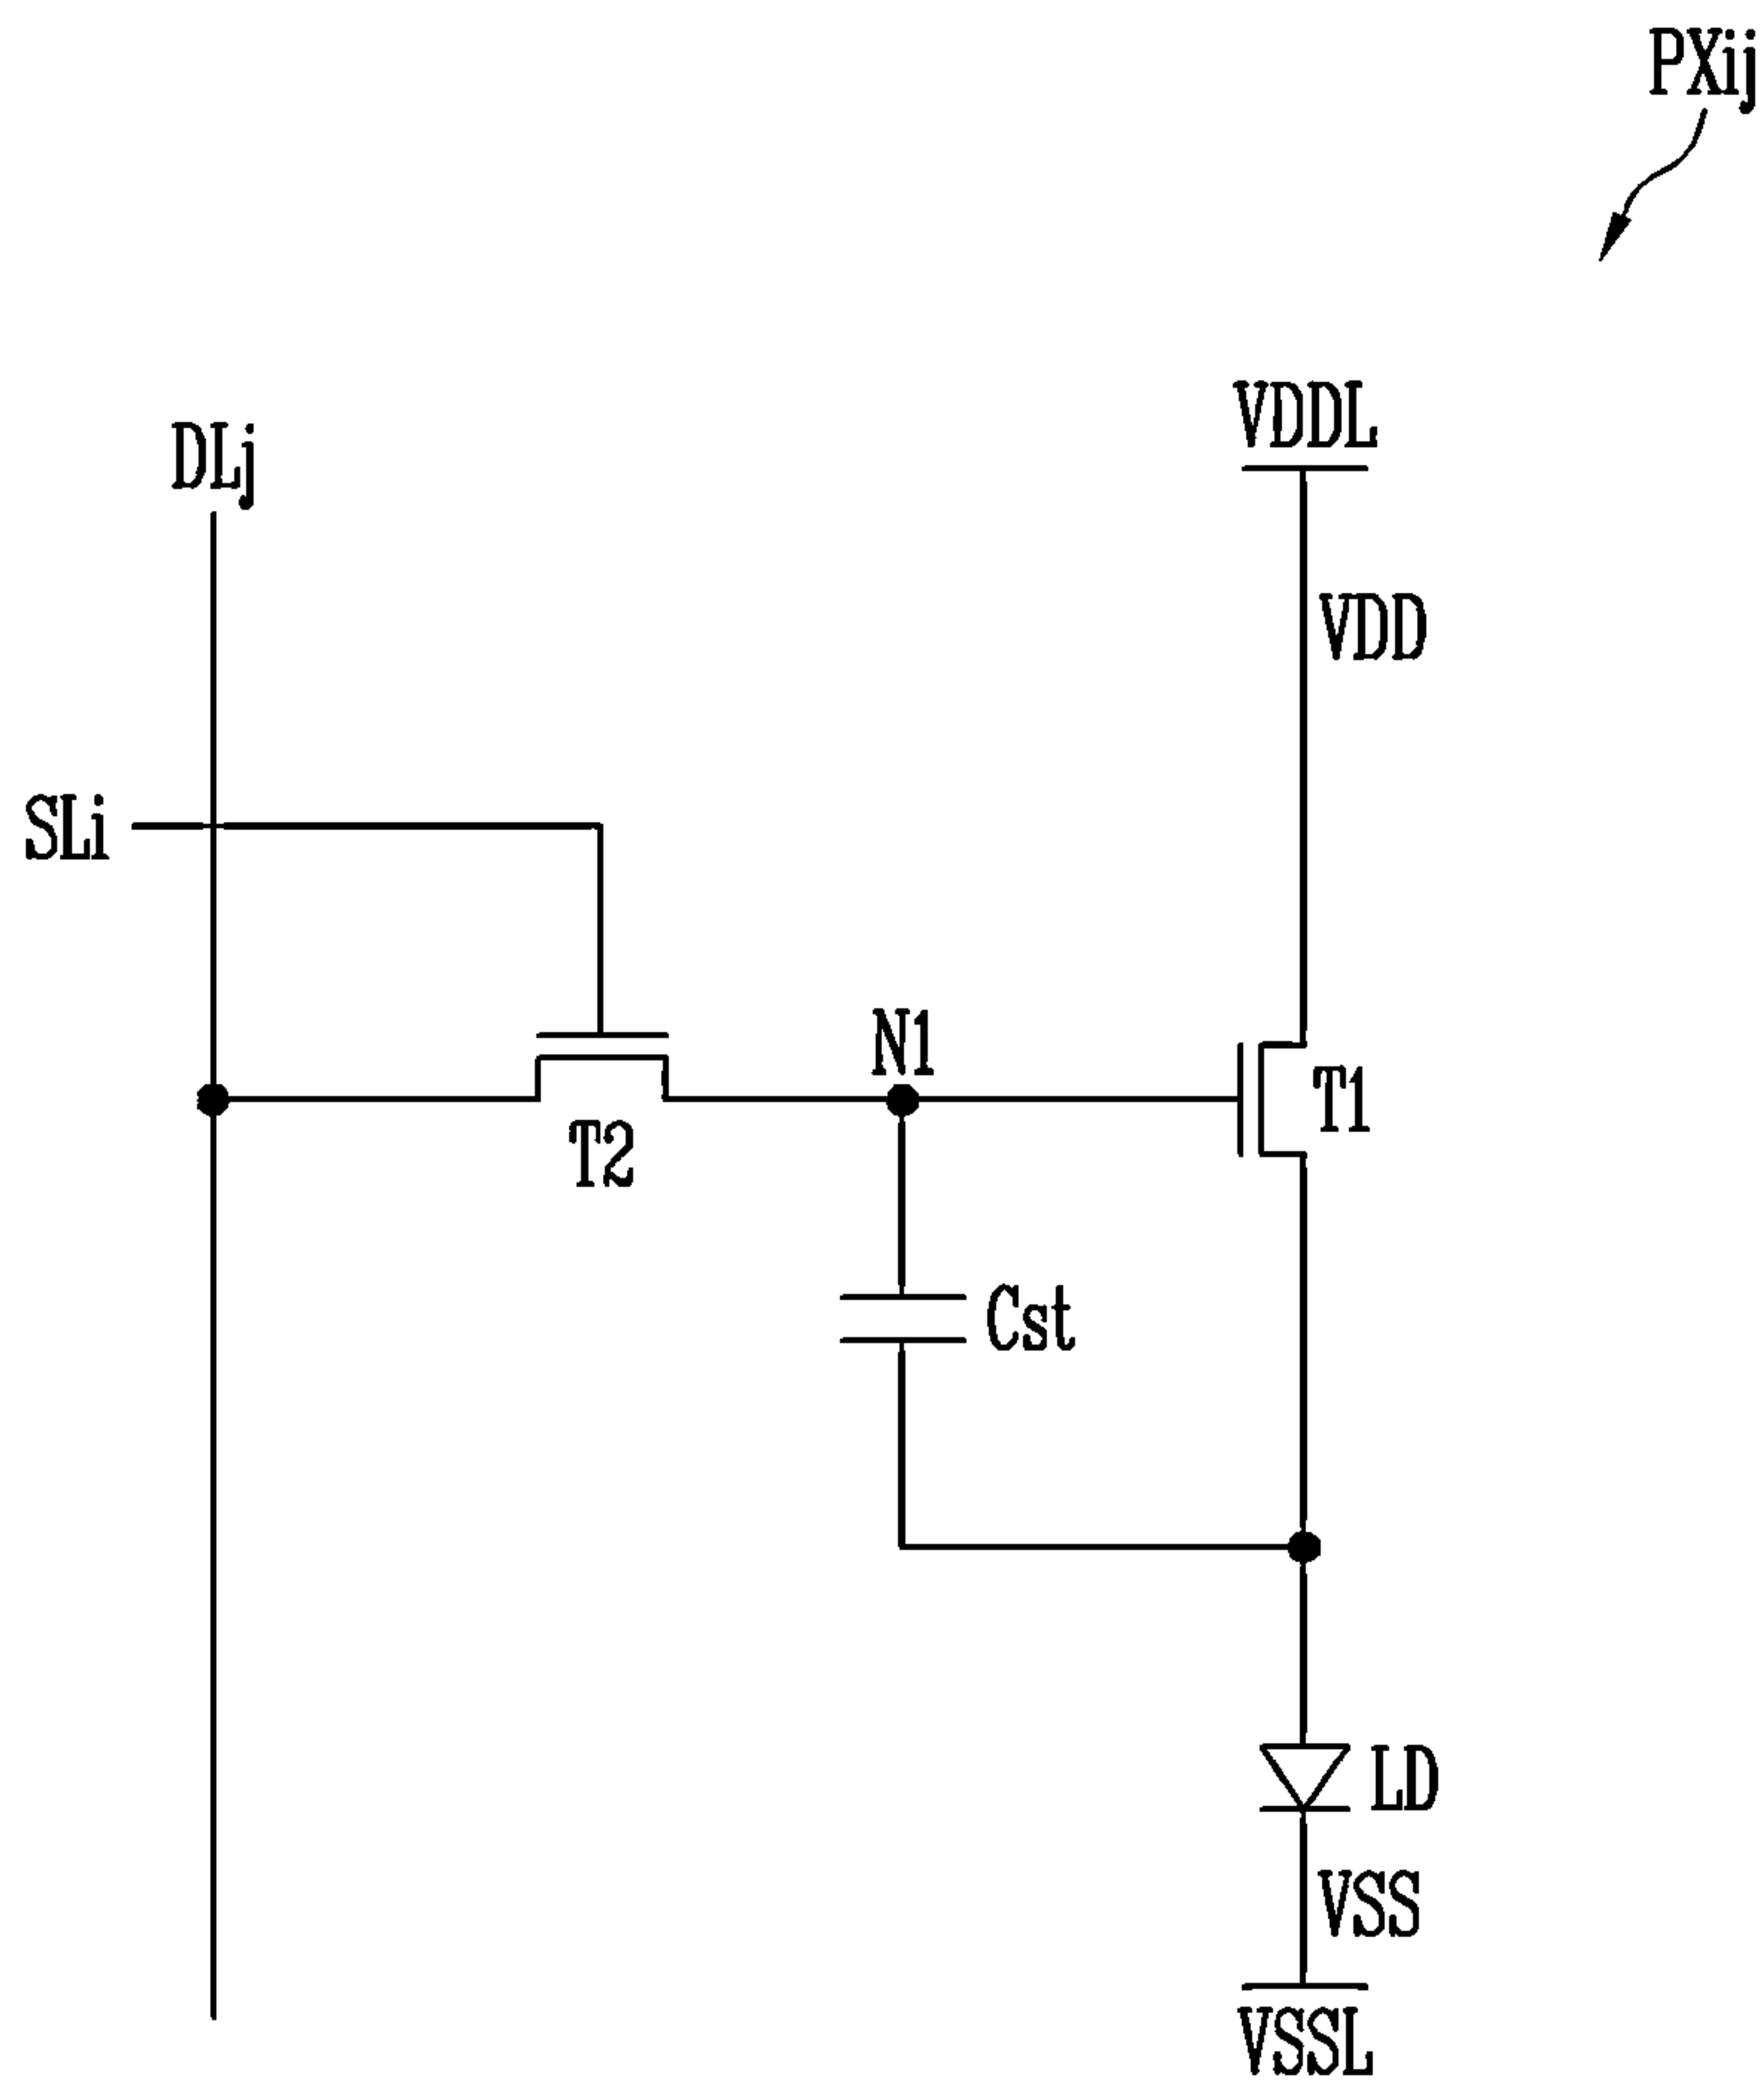 PXij
VDDL
DLj
VDD
SLi
N1
T1
T2
Cst
LD
VSS
VSSL